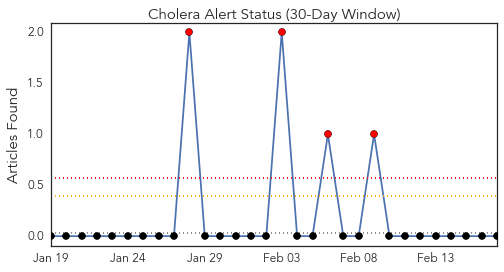 Cholera Alert Status (30-Day Window)
Articles Found
2.0
1.5
1.0
0.5
0.0
Jan 19 Jan 24 Jan 29 Feb 03 Feb 08 Feb 13